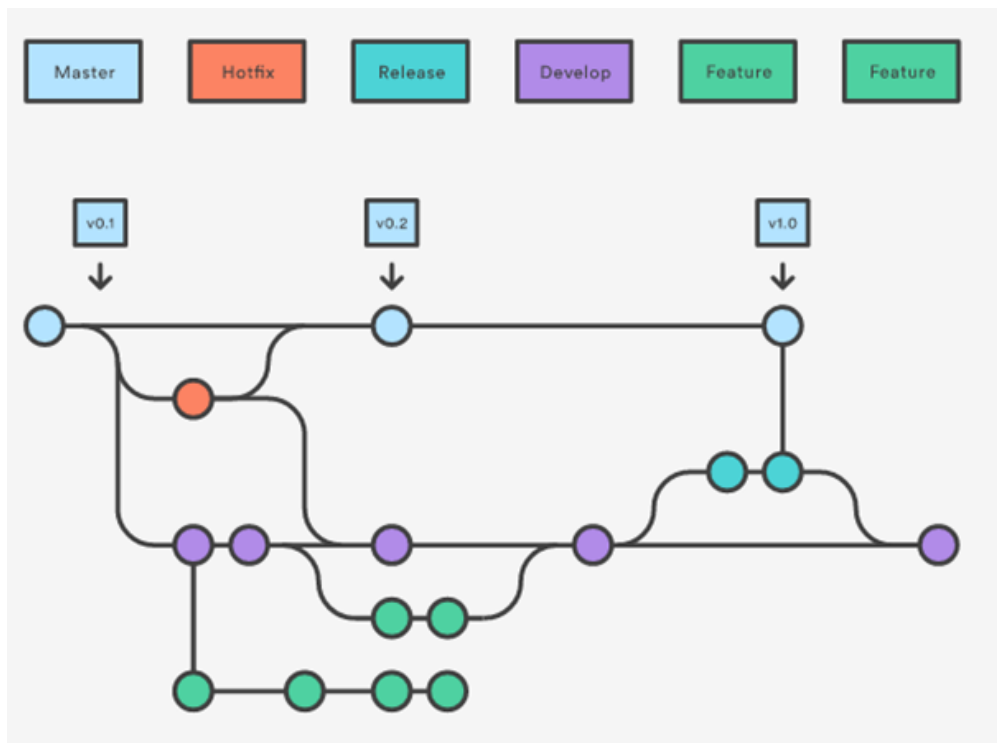 Master
Hotfix
Release
Develop
Feature
Feature
v0.1
v0.2
v1.0